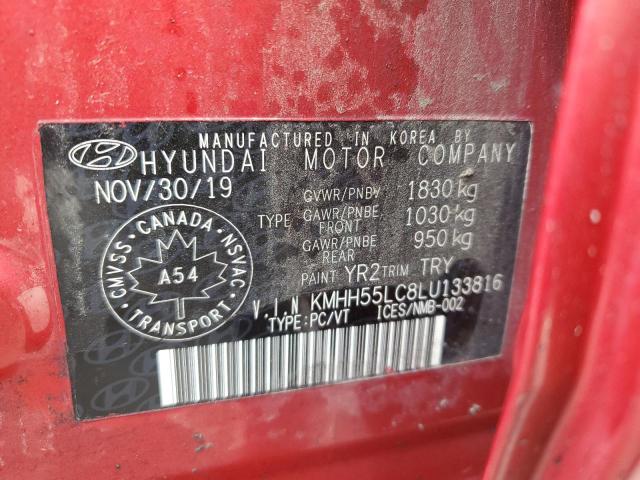 MANUFACTURED IN KOREA BY
HYUNDAI MOTOR COMPANY
NOV/30/19
GVWR/PNBV 1830 kg
TYPE GAWR/PNBE FRONT 1030 kg
GAWR/PNBE REAR 950 kg
PAINT YR2 TRIM TRY
CMVSS · CANADA · NSVAC
A54
TRANSPORT
V.I.N KMHH55LC8LU133816
TYPE:PC/VT ICES/NMB-002